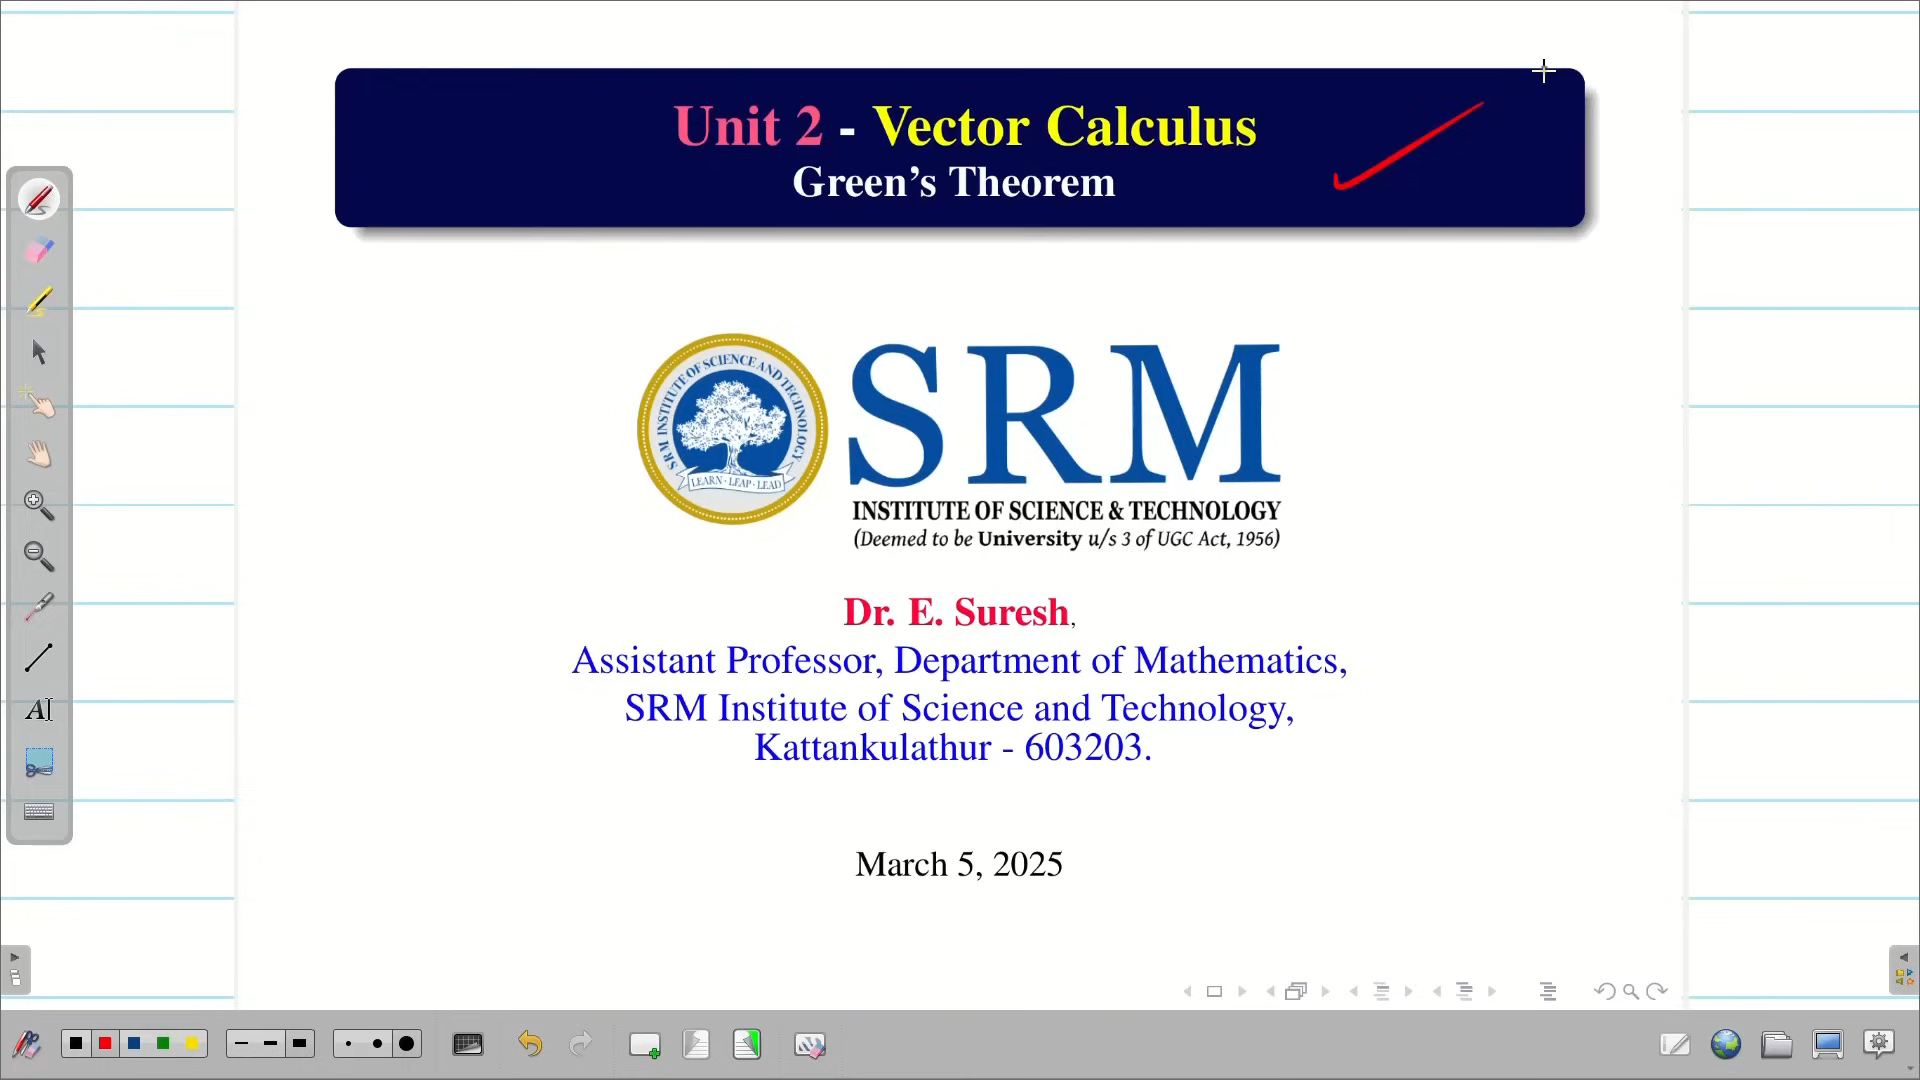 Unit 2 - Vector Calculus
Green's Theorem
SRM INSTITUTE OF SCIENCE AND TECHNOLOGY
LEARN · LEAP · LEAD
SRM
INSTITUTE OF SCIENCE & TECHNOLOGY
(Deemed to be University u/s 3 of UGC Act, 1956)
Dr. E. Suresh,
Assistant Professor, Department of Mathematics,
SRM Institute of Science and Technology,
Kattankulathur - 603203.
March 5, 2025